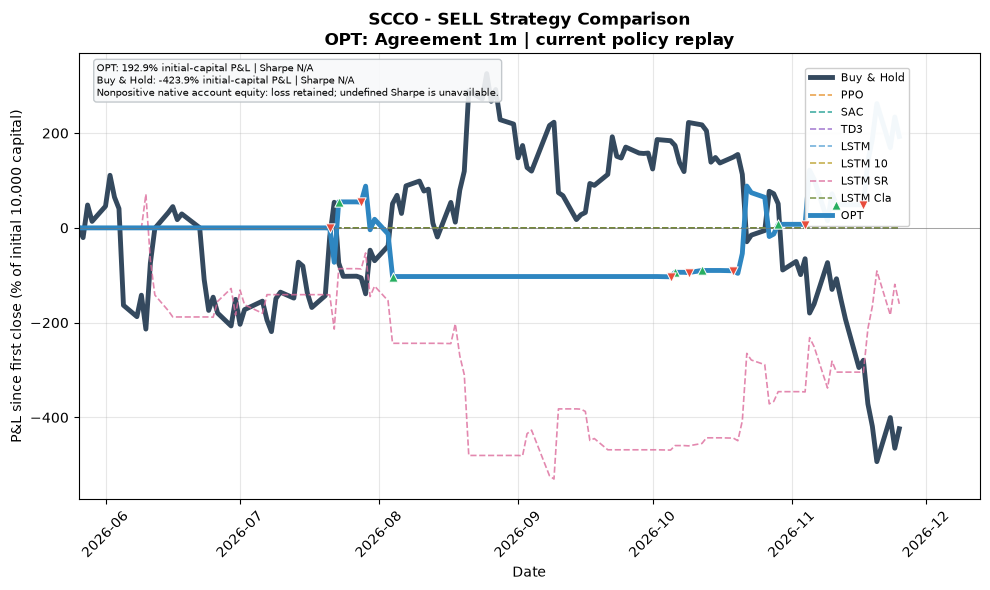 SCCO - SELL Strategy Comparison
OPT: Agreement 1m | current policy replay
OPT: 192.9% initial-capital P&L | Sharpe N/A
Buy & Hold: -423.9% initial-capital P&L | Sharpe N/A
Nonpositive native account equity: loss retained; undefined Sharpe is unavailable.
Buy & Hold
PPO
SAC
TD3
LSTM
LSTM 10
LSTM SR
LSTM Cla
OPT
P&L since first close (% of initial 10,000 capital)
200
0
−200
−400
2026-06
2026-07
2026-08
2026-09
2026-10
2026-11
2026-12
Date